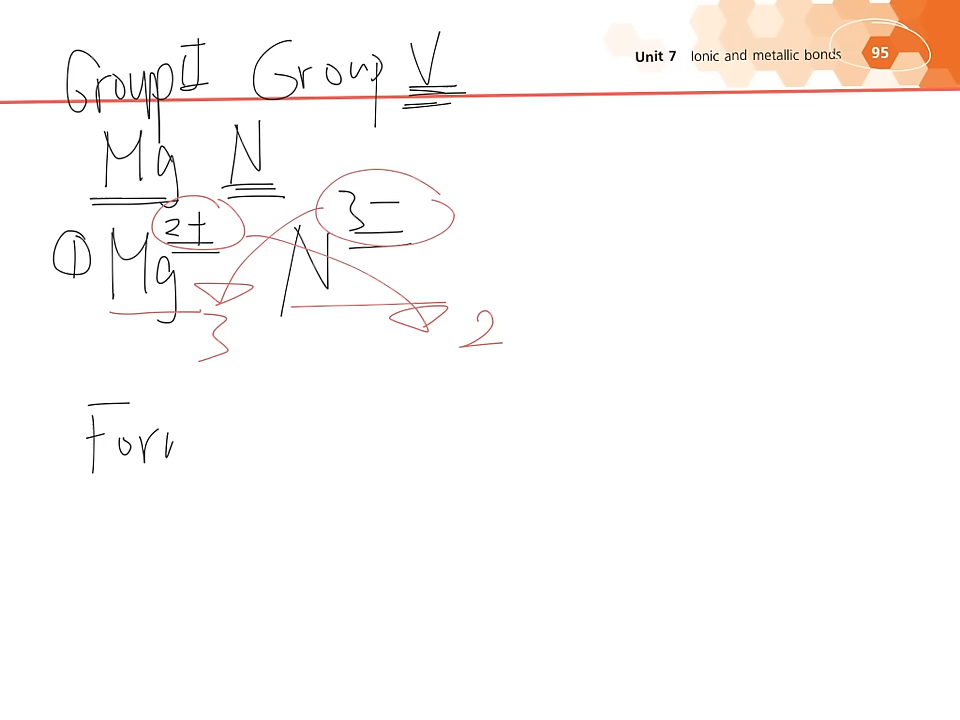 Unit 7 Ionic and metallic bonds 95
Group II Group V
Mg N
① Mg²⁺ N³⁻
3 2
For